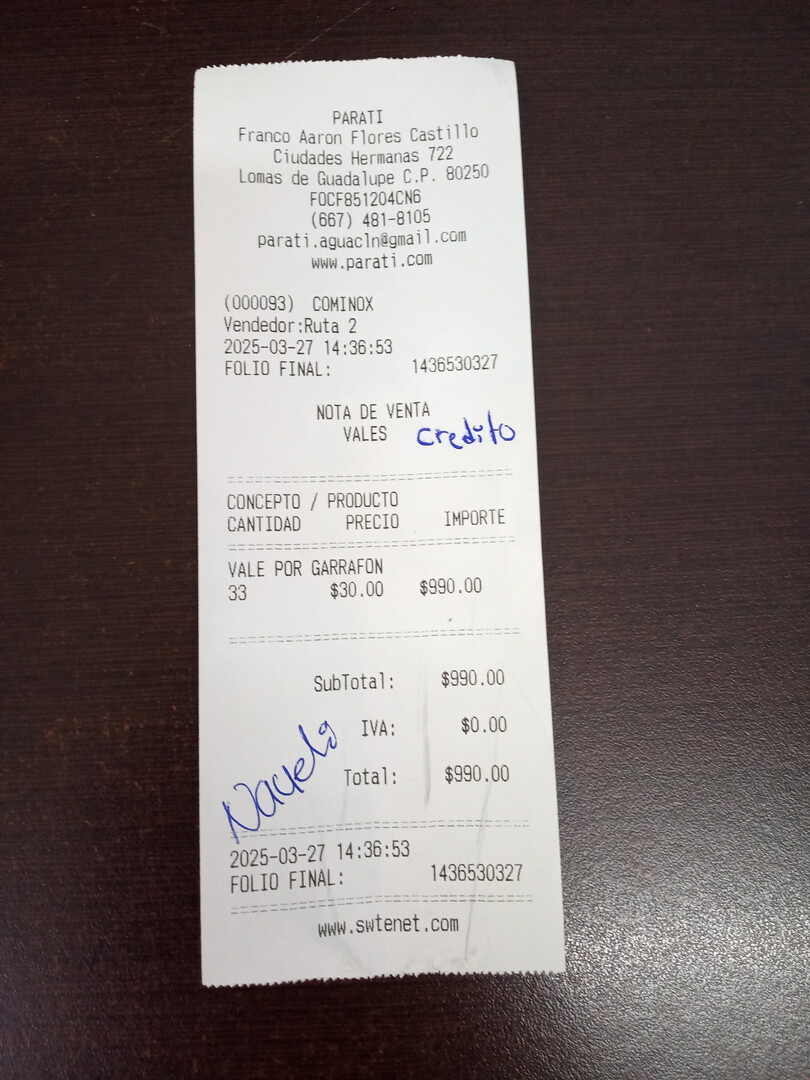 PARATI
Franco Aaron Flores Castillo
Ciudades Hermanas 722
Lomas de Guadalupe C.P. 80250
FOCF851204CN6
(667) 481-8105
parati.aguacln@gmail.com
www.parati.com
(000093) COMINOX
Vendedor:Ruta 2
2025-03-27 14:36:53
FOLIO FINAL: 1436530327
NOTA DE VENTA
VALES credito
CONCEPTO / PRODUCTO
CANTIDAD PRECIO IMPORTE
VALE POR GARRAFON
33 $30.00 $990.00
SubTotal: $990.00
IVA: $0.00
Total: $990.00
2025-03-27 14:36:53
FOLIO FINAL: 1436530327
www.swtenet.com